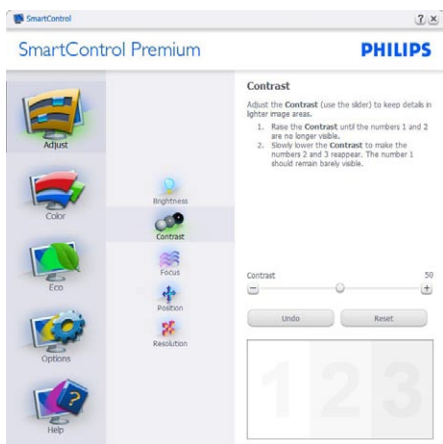 SmartControl
SmartControl Premium
PHILIPS
Adjust
Color
Eco
Options
Help
Brightness
Contrast
Focus
Position
Resolution
Contrast
Adjust the Contrast (use the slider) to keep details in
lighter image areas.
1. Raise the Contrast until the numbers 1 and 2
are no longer visible.
2. Slowly lower the Contrast to make the
numbers 2 and 3 reappear. The number 1
should remain barely visible.
Contrast 50
Undo Reset
1 2 3